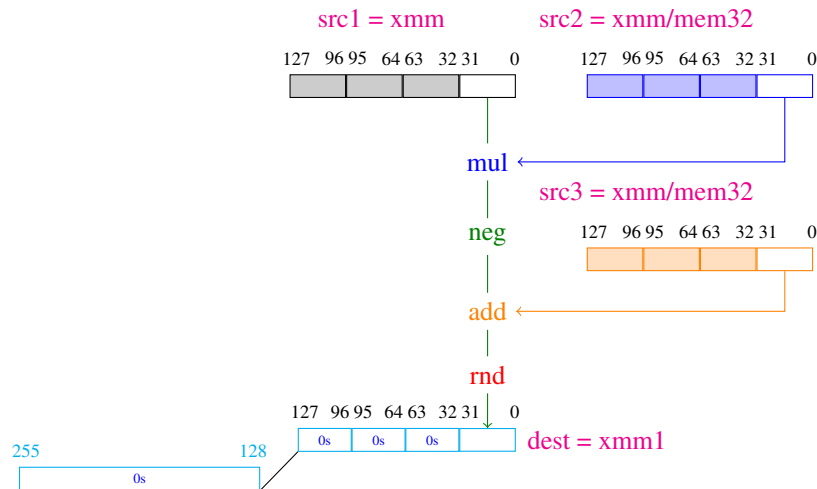 src1 = xmm
src2 = xmm/mem32
127 96 95 64 63 32 31 0
127 96 95 64 63 32 31 0
mul
src3 = xmm/mem32
neg
127 96 95 64 63 32 31 0
add
rnd
127 96 95 64 63 32 31 0
0s 0s 0s
dest = xmm1
255 128
0s